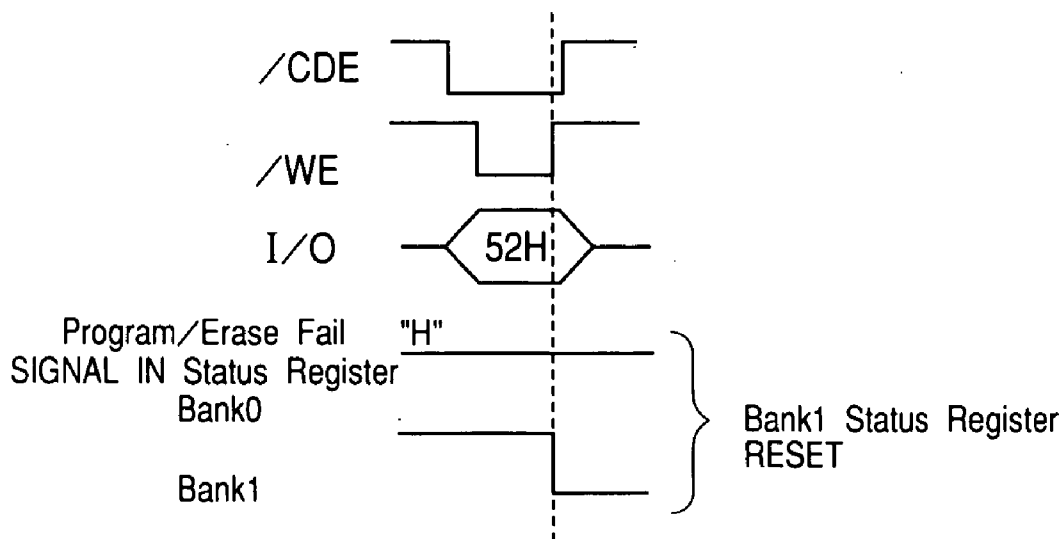 /CDE
/WE
I/O
52H
Program/Erase Fail "H"
SIGNAL IN Status Register
Bank0
Bank1
Bank1 Status Register
RESET